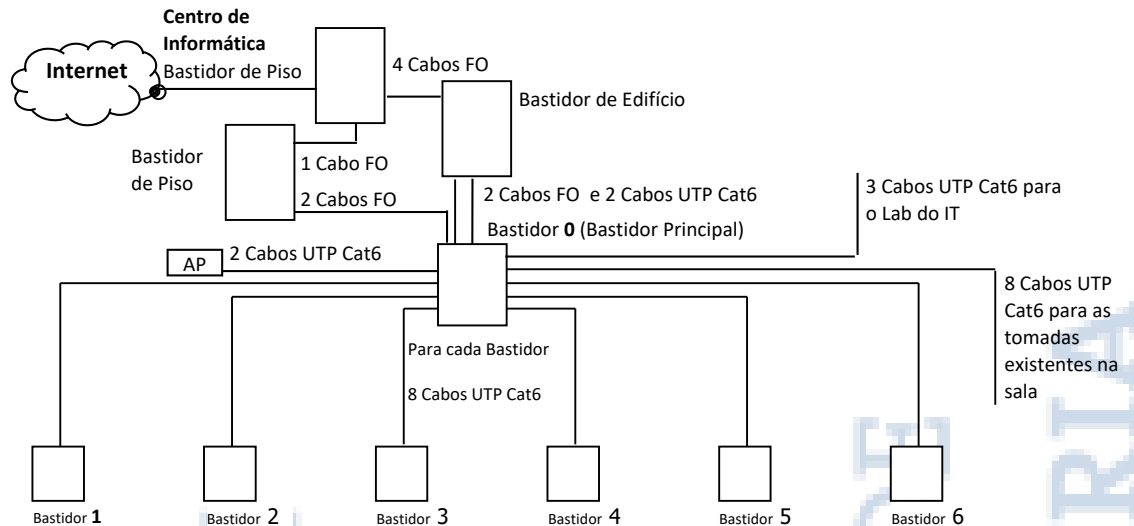 Centro de
Informática
Internet
Bastidor de Piso
4 Cabos FO
Bastidor de Edifício
Bastidor
de Piso
1 Cabo FO
2 Cabos FO
2 Cabos FO e 2 Cabos UTP Cat6
Bastidor 0 (Bastidor Principal)
3 Cabos UTP Cat6 para
o Lab do IT
AP
2 Cabos UTP Cat6
8 Cabos UTP
Cat6 para as
tomadas
existentes na
sala
Para cada Bastidor
8 Cabos UTP Cat6
Bastidor 1
Bastidor 2
Bastidor 3
Bastidor 4
Bastidor 5
Bastidor 6